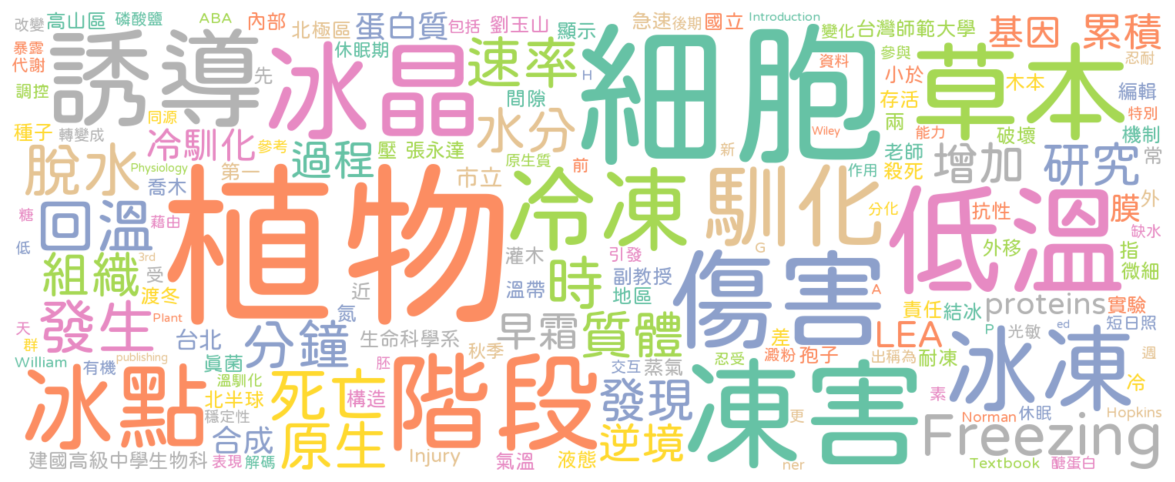 改變 高山區 磷酸鹽 ABA 內部 北極區 蛋白質 包括 劉玉山 顯示 急速 後期 國立 Introduction 變化 台灣師範大學 基因 累積
暴露 代謝 誘導 先 冰晶 休眠期 速率 H 間隙 細胞 參與 資料 小於 木本 草本 忍耐
調控 同源 存活 兩 編輯
種子 轉變成 冷馴化 參考 過程 壓 張永達 水分 Wiley 能力 破壞 機制 特別
脫水 Physiology 第一 原生質 前 新 老師 殺死 作用 增加 研究 常
喬木 市立 冷凍 馴化 低溫 膜 外
糖 回溫 藉由 植物 分化 抗性 缺水
低 組織 3rd 受 灌木 時 引發 G 外移 指 微細
渡冬 近 溫帶 副教授 地區 傷害 A
天 發生 Plant 氮 早霜 質體 責任 結冰 proteins 實驗
群 台北 分鐘 生命科學系 差 LEA P 光敏 ed 短日照
William 有機 publishing 真菌 秋季 交互 忍受 蒸氣 澱粉 孢子 出稱為 耐凍 冰凍 週
冰點 溫馴化 北半球 死亡 胚 階段 發現 凍害 素 冷
穩定性 構造 更 Norman 休眠 Hopkins
合成 原生 Injury 逆境 Freezing
建國高級中學生物科 表現 解碼 氣溫 液態 ner Textbook 醣蛋白